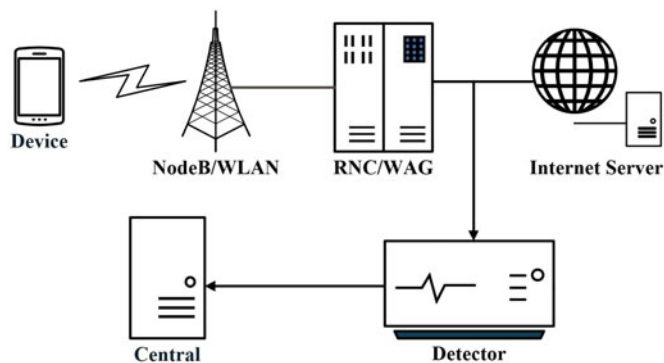 Device
NodeB/WLAN
RNC/WAG
Internet Server
Central
Detector